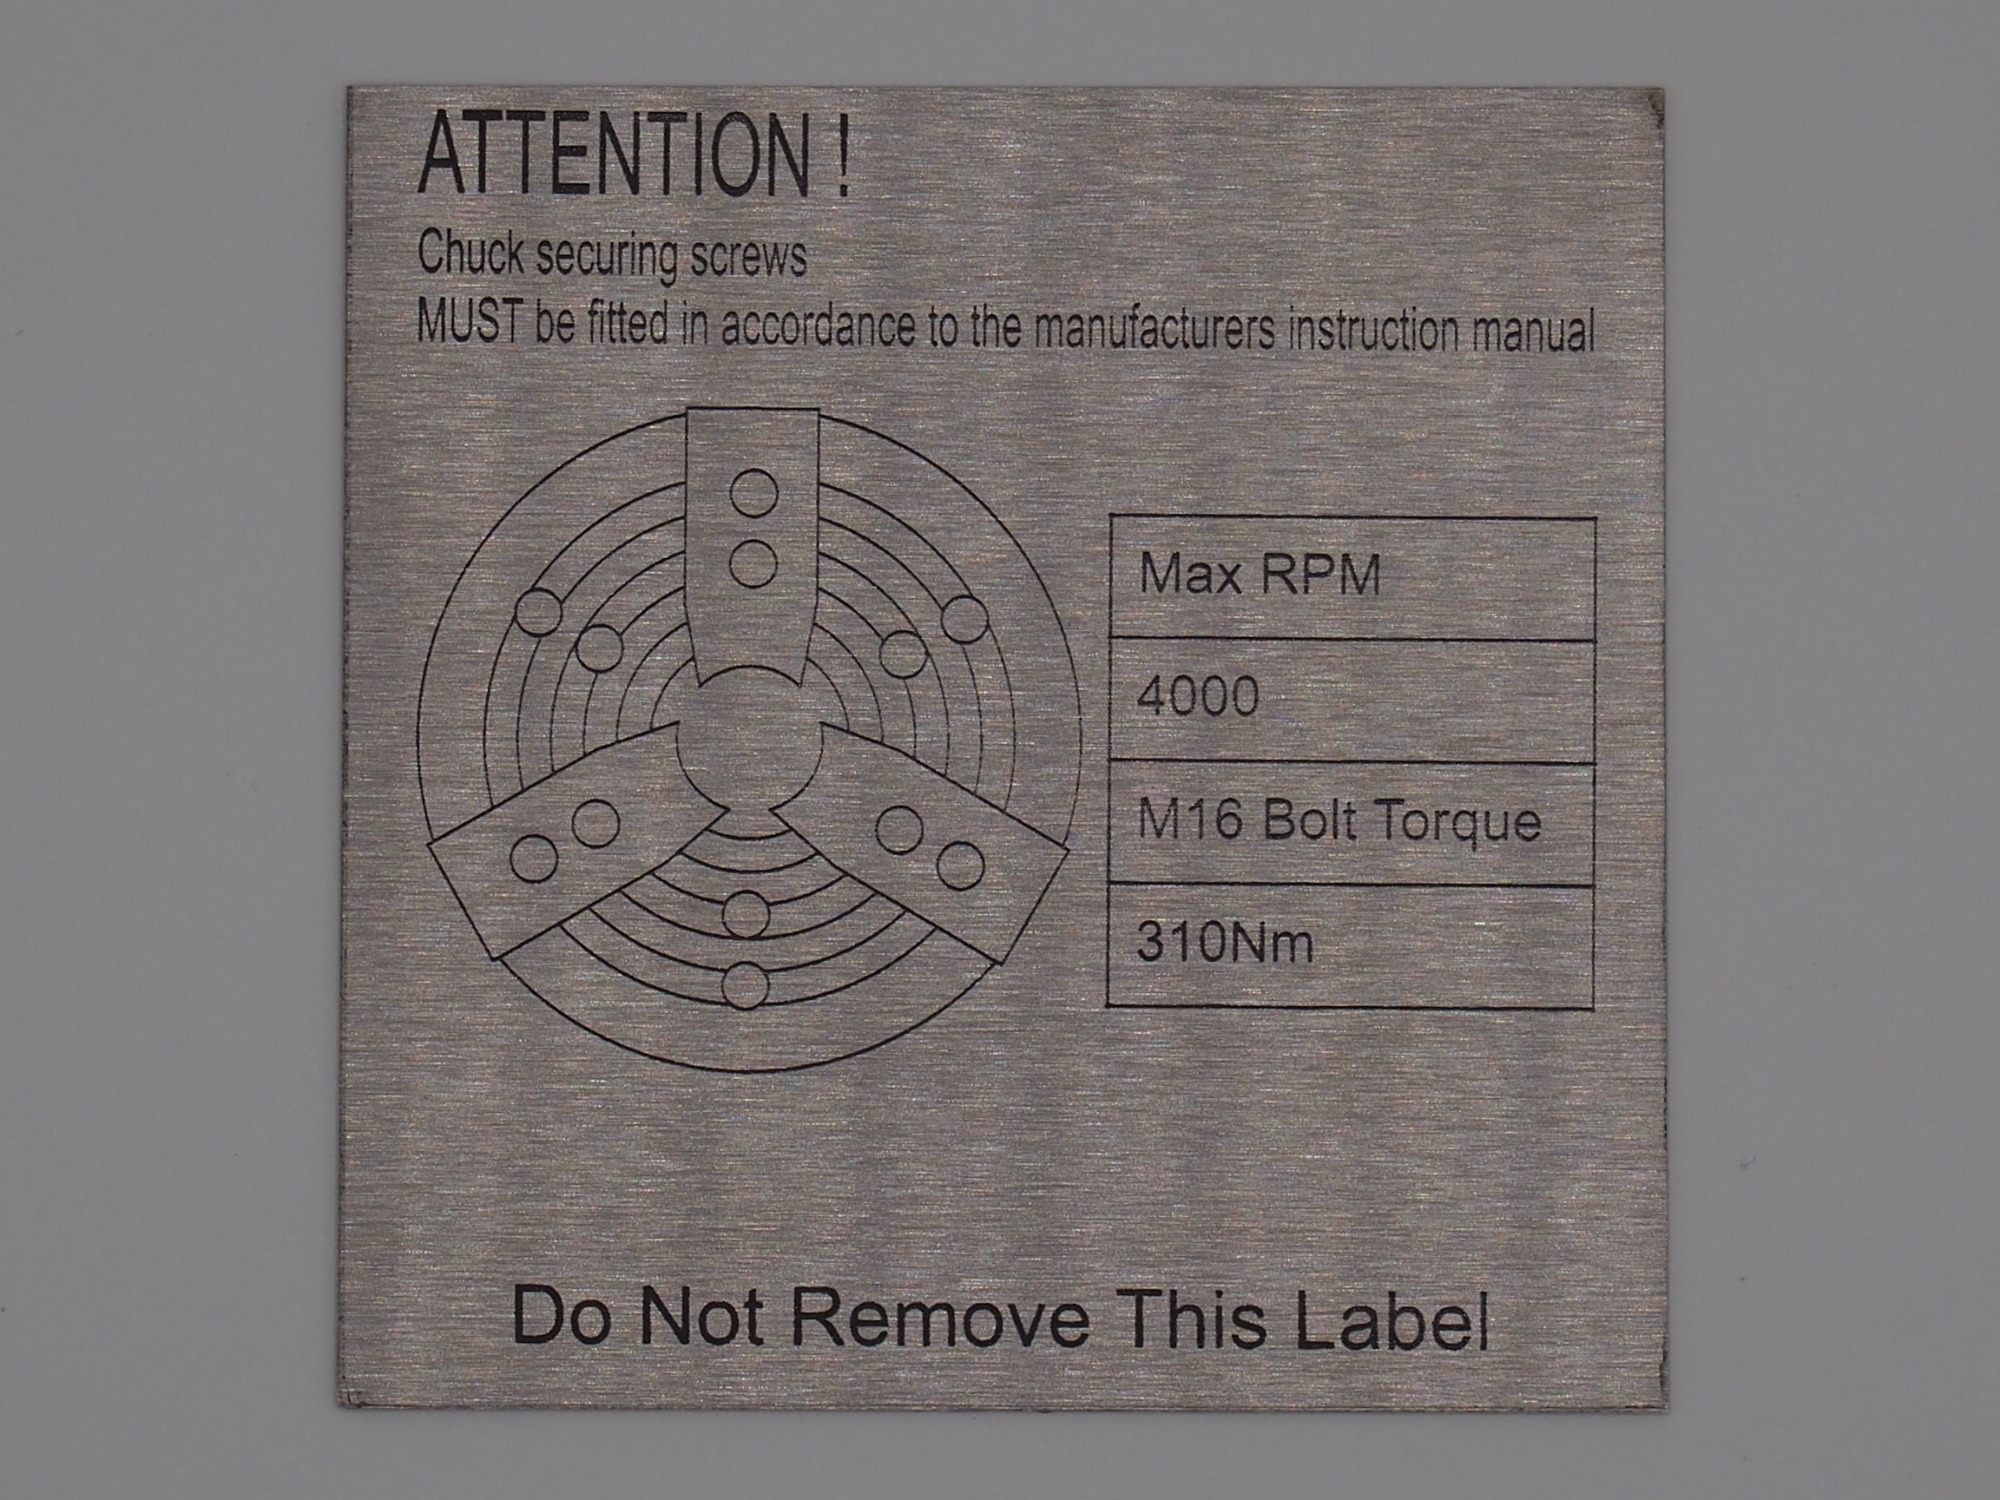 ATTENTION !
Chuck securing screws
MUST be fitted in accordance to the manufacturers instruction manual
Max RPM
4000
M16 Bolt Torque
310Nm
Do Not Remove This Label